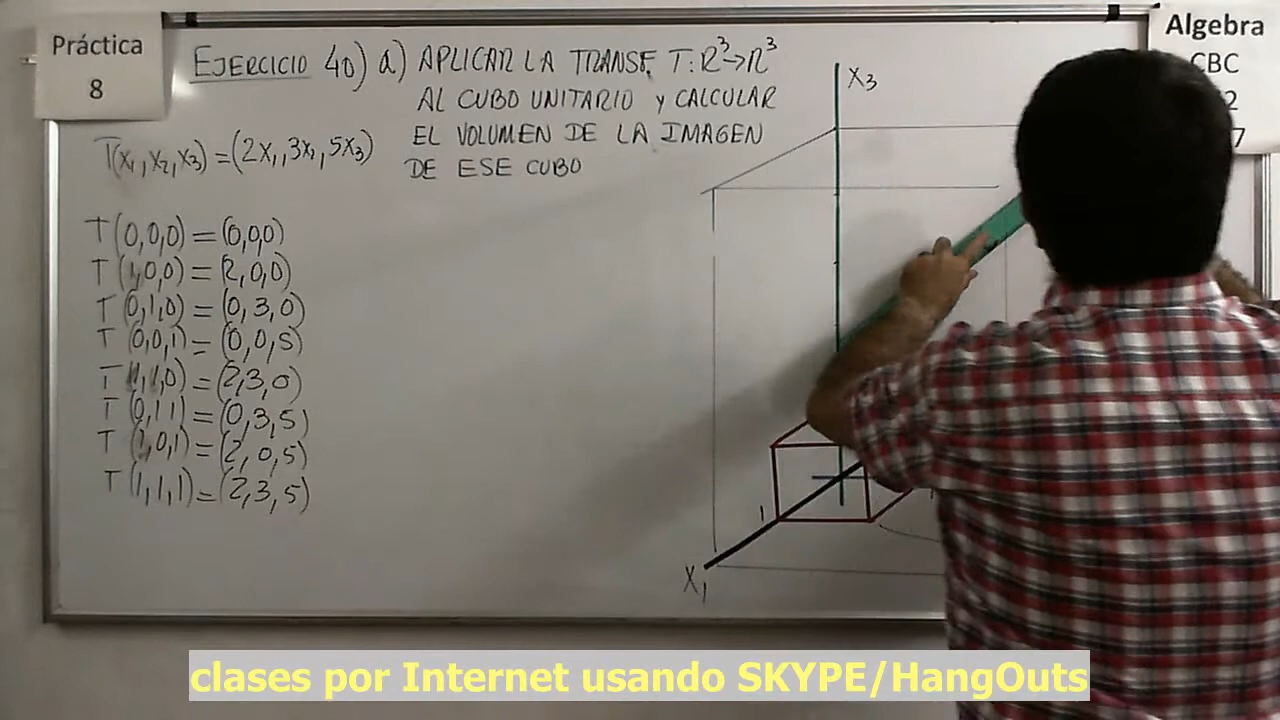 Práctica
8
EJERCICIO 40) a) APLICAR LA TRANSF. T: R³→R³
AL CUBO UNITARIO Y CALCULAR
EL VOLUMEN DE LA IMAGEN
DE ESE CUBO
T(x₁,x₂,x₃)=(2x₁,3x₁,5x₃)
T(0,0,0)=(0,0,0)
T(1,0,0)=(2,0,0)
T(0,1,0)=(0,3,0)
T(0,0,1)=(0,0,5)
T(1,1,0)=(2,3,0)
T(0,1,1)=(0,3,5)
T(1,0,1)=(2,0,5)
T(1,1,1)=(2,3,5)
x₃
1
x₁
Algebra
CBC
2
7
clases por Internet usando SKYPE/HangOuts